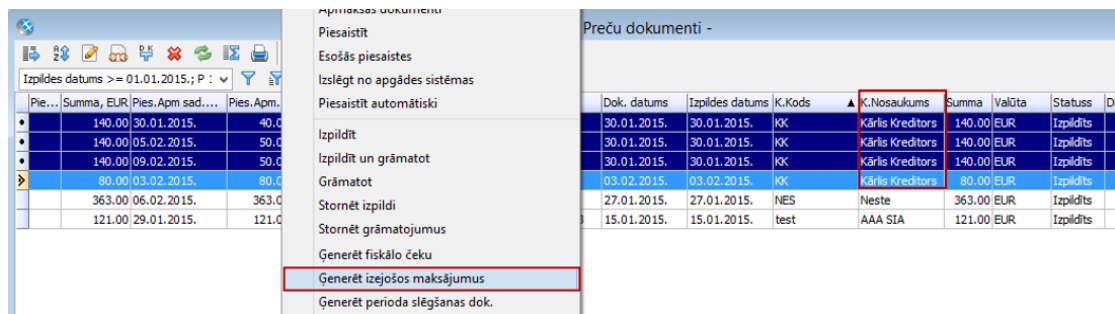 Apmaksas dokumenti
Preču dokumenti -
Piesaistīt
Esošās piesaistes
Izslēgt no apgādes sistēmas
Piesaistīt automātiski
Izpildīt
Izpildīt un grāmatot
Grāmatot
Stornēt izpildi
Stornēt grāmatojumus
Ģenerēt fiskālo čeku
Ģenerēt izejošos maksājumus
Ģenerēt perioda slēgšanas dok.
Izpildes datums >= 01.01.2015.; P :
Pie... Summa, EUR Pies.Apm sad.... Pies.Apm. Dok. datums Izpildes datums K.Kods K.Nosaukums Summa Valūta Statuss D
140.00 30.01.2015. 40.0 30.01.2015. 30.01.2015. KK Kārlis Kreditors 140.00 EUR Izpildīts
140.00 05.02.2015. 50.0 30.01.2015. 30.01.2015. KK Kārlis Kreditors 140.00 EUR Izpildīts
140.00 09.02.2015. 50.0 30.01.2015. 30.01.2015. KK Kārlis Kreditors 140.00 EUR Izpildīts
80.00 03.02.2015. 80.0 03.02.2015. 03.02.2015. KK Kārlis Kreditors 80.00 EUR Izpildīts
363.00 06.02.2015. 363.0 27.01.2015. 27.01.2015. NES Neste 363.00 EUR Izpildīts
121.00 29.01.2015. 121.0 3 15.01.2015. 15.01.2015. test AAA SIA 121.00 EUR Izpildīts